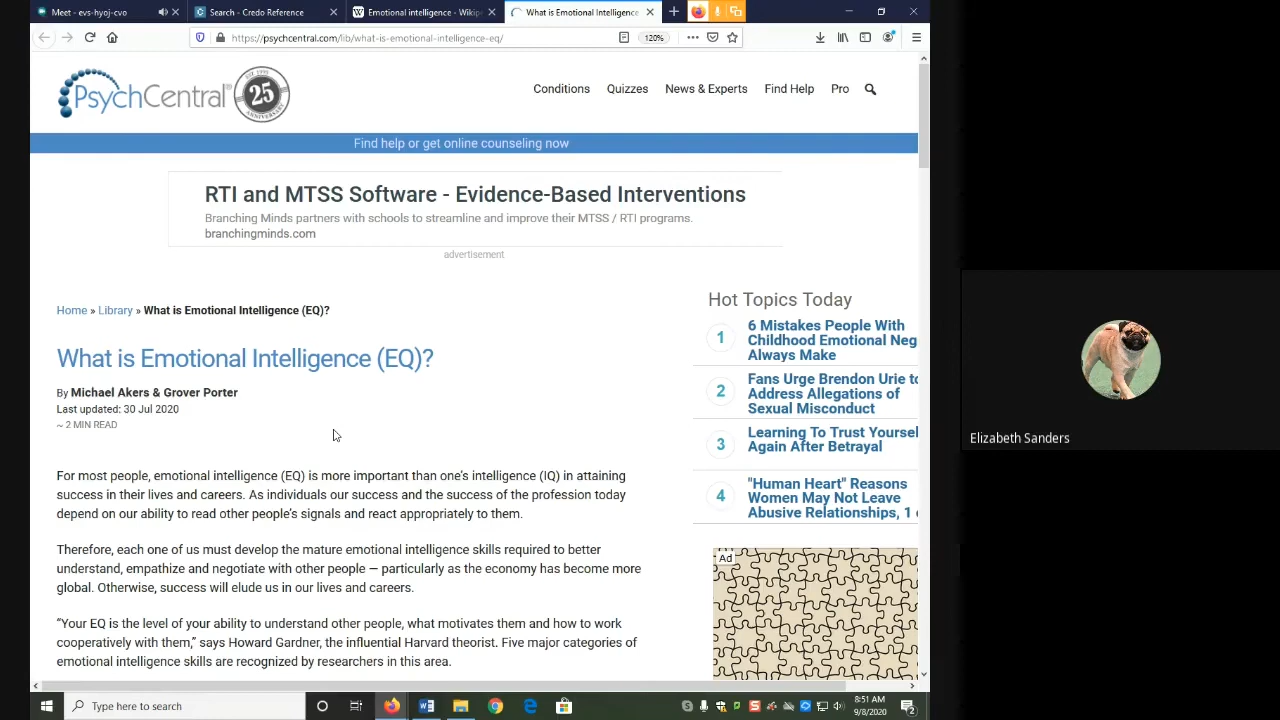 Meet - evs-hyoj-cvo
Search - Credo Reference
Emotional intelligence - Wikip
What is Emotional Intelligence
https://psychcentral.com/lib/what-is-emotional-intelligence-eq/
120%
PsychCentral
EST 1995
25
ANNIVERSARY
Conditions
Quizzes
News & Experts
Find Help
Pro
Find help or get online counseling now
RTI and MTSS Software - Evidence-Based Interventions
Branching Minds partners with schools to streamline and improve their MTSS / RTI programs.
branchingminds.com
advertisement
Home » Library » What is Emotional Intelligence (EQ)?
What is Emotional Intelligence (EQ)?
By Michael Akers & Grover Porter
Last updated: 30 Jul 2020
~ 2 MIN READ
For most people, emotional intelligence (EQ) is more important than one's intelligence (IQ) in attaining
success in their lives and careers. As individuals our success and the success of the profession today
depend on our ability to read other people's signals and react appropriately to them.
Therefore, each one of us must develop the mature emotional intelligence skills required to better
understand, empathize and negotiate with other people — particularly as the economy has become more
global. Otherwise, success will elude us in our lives and careers.
“Your EQ is the level of your ability to understand other people, what motivates them and how to work
cooperatively with them,” says Howard Gardner, the influential Harvard theorist. Five major categories of
emotional intelligence skills are recognized by researchers in this area.
Hot Topics Today
1
6 Mistakes People With
Childhood Emotional Neg
Always Make
2
Fans Urge Brendon Urie to
Address Allegations of
Sexual Misconduct
3
Learning To Trust Yoursel
Again After Betrayal
4
"Human Heart" Reasons
Women May Not Leave
Abusive Relationships, 1
Ad
Elizabeth Sanders
Type here to search
8:51 AM
9/8/2020
2